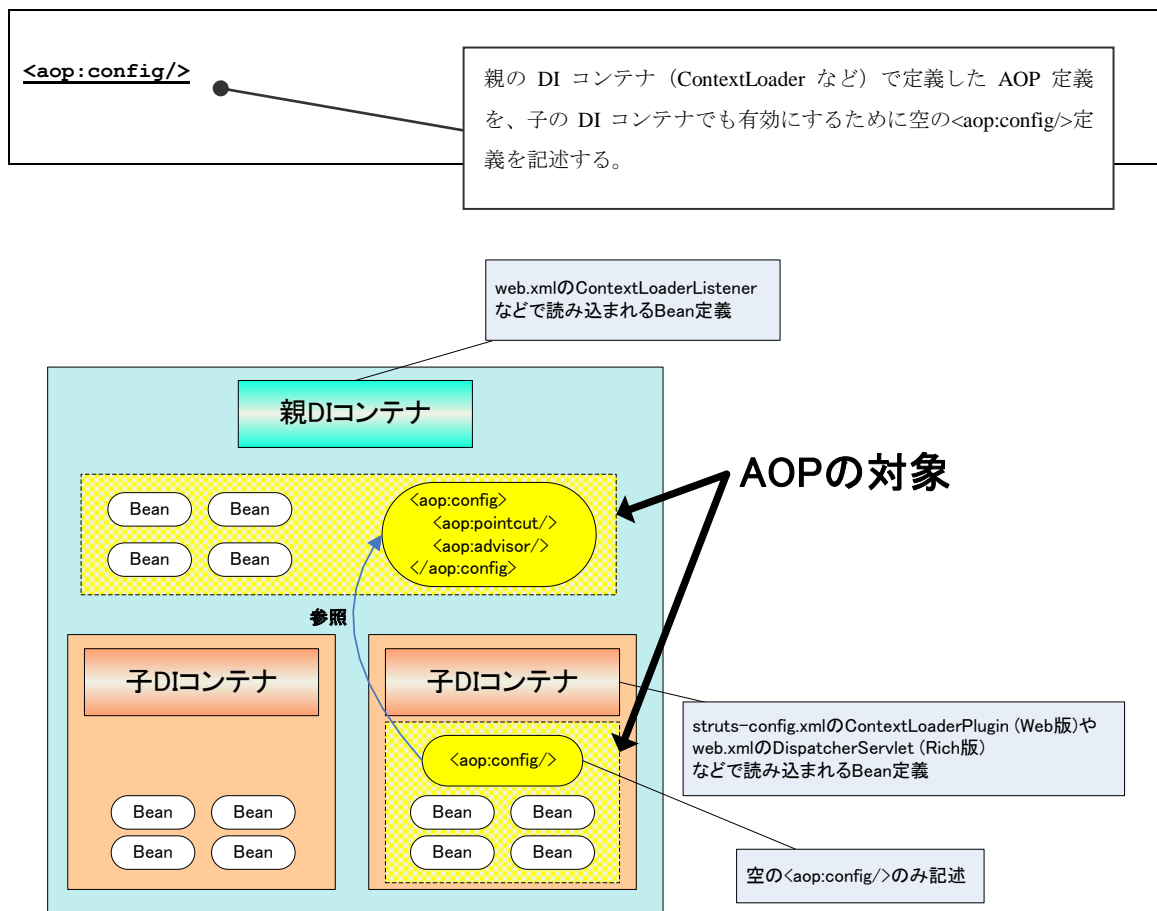 <aop:config/>
親の DI コンテナ（ContextLoader など）で定義した AOP 定義
を、子の DI コンテナでも有効にするために空の<aop:config/>定
義を記述する。
web.xmlのContextLoaderListener
などで読み込まれるBean定義
親DIコンテナ
AOPの対象
Bean Bean
Bean Bean
<aop:config>
<aop:pointcut/>
<aop:advisor/>
</aop:config>
参照
子DIコンテナ
Bean Bean
Bean Bean
子DIコンテナ
<aop:config/>
Bean Bean
Bean Bean
struts-config.xmlのContextLoaderPlugin（Web版）や
web.xmlのDispatcherServlet（Rich版）
などで読み込まれるBean定義
空の<aop:config/>のみ記述